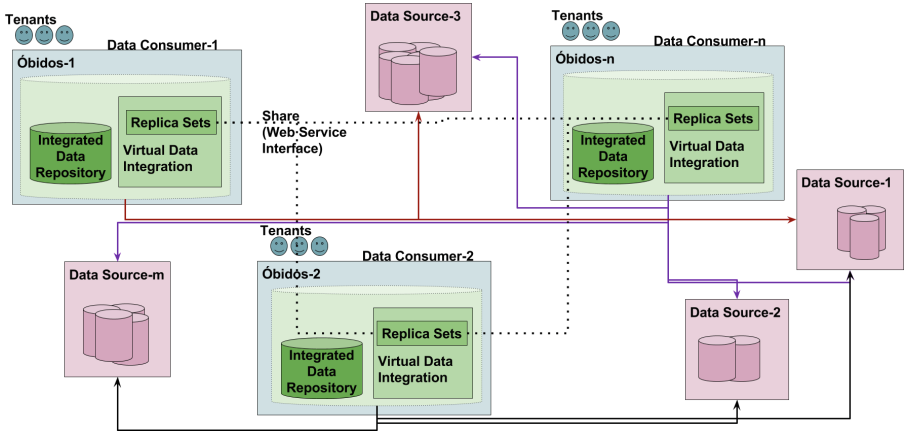 Tenants
Data Consumer-1
Óbidos-1
Replica Sets
Integrated
Data
Repository
Virtual Data
Integration
Data Source-3
Share
(Web Service
Interface)
Tenants
Data Consumer-n
Óbidos-n
Replica Sets
Integrated
Data
Repository
Virtual Data
Integration
Data Source-1
Data Source-m
Tenants
Data Consumer-2
Óbidos-2
Replica Sets
Integrated
Data
Repository
Virtual Data
Integration
Data Source-2